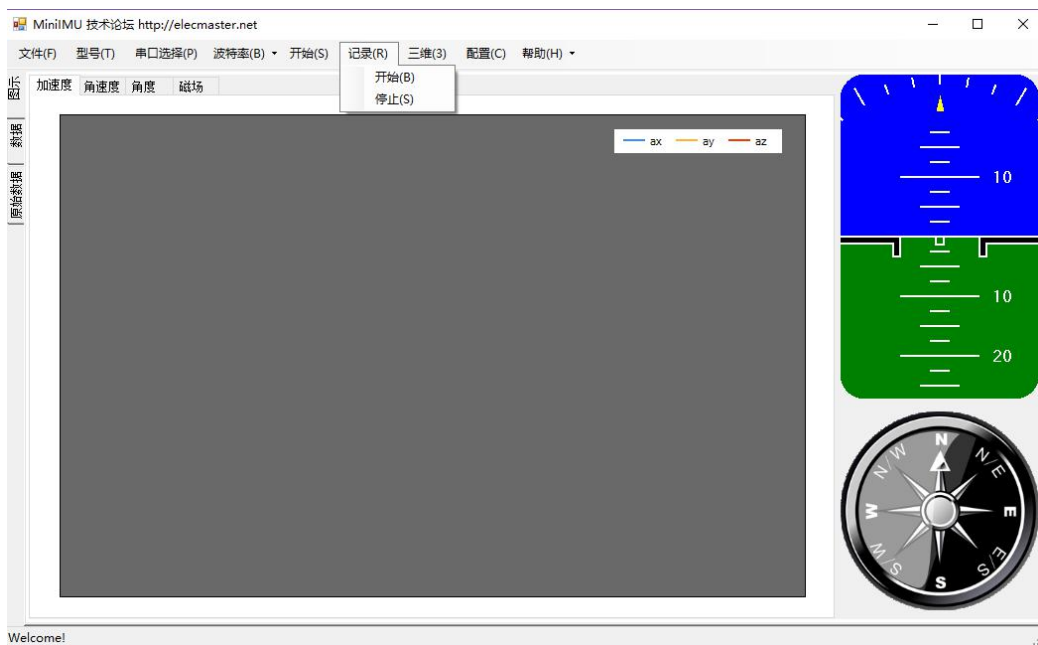 MiniIMU 技术论坛 http://elecmaster.net
文件(F) 型号(T) 串口选择(P) 波特率(B) 开始(S) 记录(R) 三维(3) 配置(C) 帮助(H)
开始(B)
停止(S)
图示
数据
原始数据
加速度 角速度 角度 磁场
ax ay az
10
10
20
N
N/E
E
E/S
S
S/W
W
N/W
Welcome!